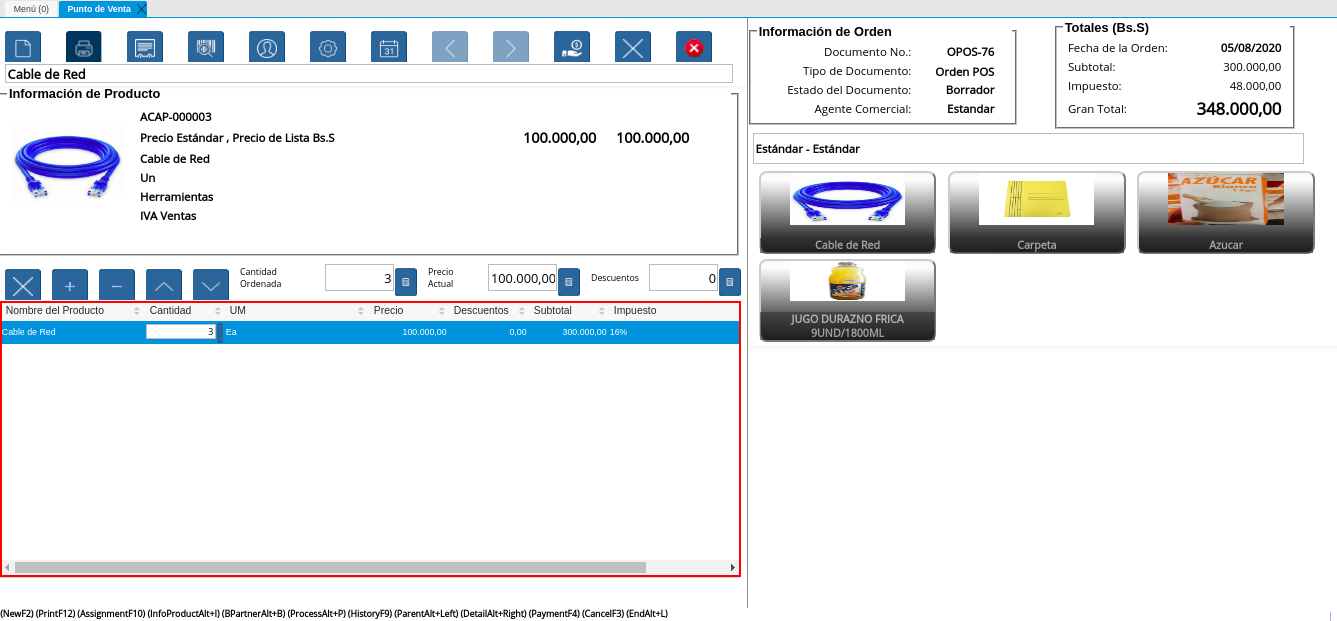 Menú (0)
Punto de Venta
31
Cable de Red
Información de Producto
ACAP-000003
Precio Estándar , Precio de Lista Bs.S 100.000,00 100.000,00
Cable de Red
Un
Herramientas
IVA Ventas
Cantidad Ordenada 3 Precio Actual 100.000,00 Descuentos 0
Nombre del Producto Cantidad UM Precio Descuentos Subtotal Impuesto
Cable de Red 3 Ea 100.000,00 0,00 300.000,00 16%
Información de Orden
Documento No.: OPOS-76
Tipo de Documento: Orden POS
Estado del Documento: Borrador
Agente Comercial: Estandar
Totales (Bs.S)
Fecha de la Orden: 05/08/2020
Subtotal: 300.000,00
Impuesto: 48.000,00
Gran Total: 348.000,00
Estándar - Estándar
AZÚCAR
Blanco
Cable de Red
Carpeta
Azucar
JUGO DURAZNO FRICA
9UND/1800ML
(NewF2) (PrintF12) (AssignmentF10) (InfoProductAlt+I) (BPartnerAlt+B) (ProcessAlt+P) (HistoryF9) (ParentAlt+Left) (DetailAlt+Right) (PaymentF4) (CancelF3) (EndAlt+L)